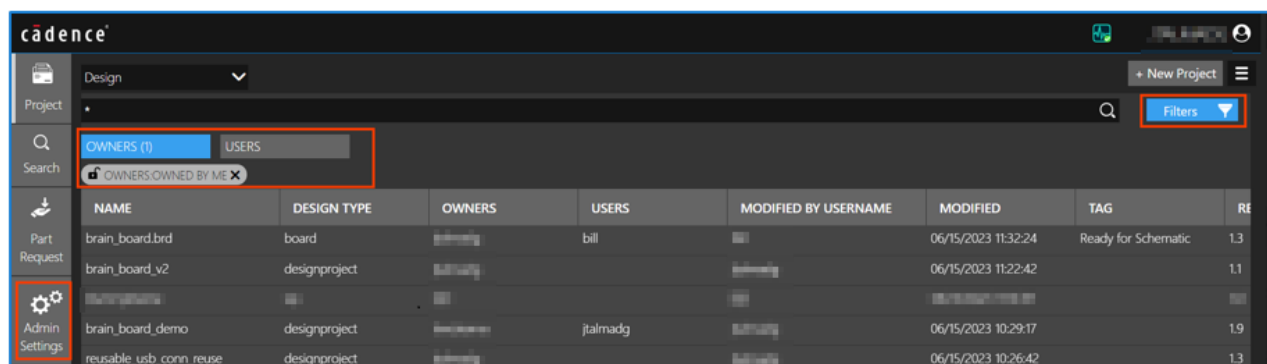 cādence®
Project
Search
Part
Request
Admin
Settings
Design
+ New Project
*
Filters
OWNERS (1) USERS
OWNERS:OWNED BY ME X
NAME DESIGN TYPE OWNERS USERS MODIFIED BY USERNAME MODIFIED TAG RE
brain_board.brd board bill 06/15/2023 11:32:24 Ready for Schematic 1.3
brain_board_v2 designproject 06/15/2023 11:22:42 1.1
brain_board_demo designproject jtalmadg 06/15/2023 10:29:17 1.9
reusable_usb_conn_reuse designproject 06/15/2023 10:26:42 1.3